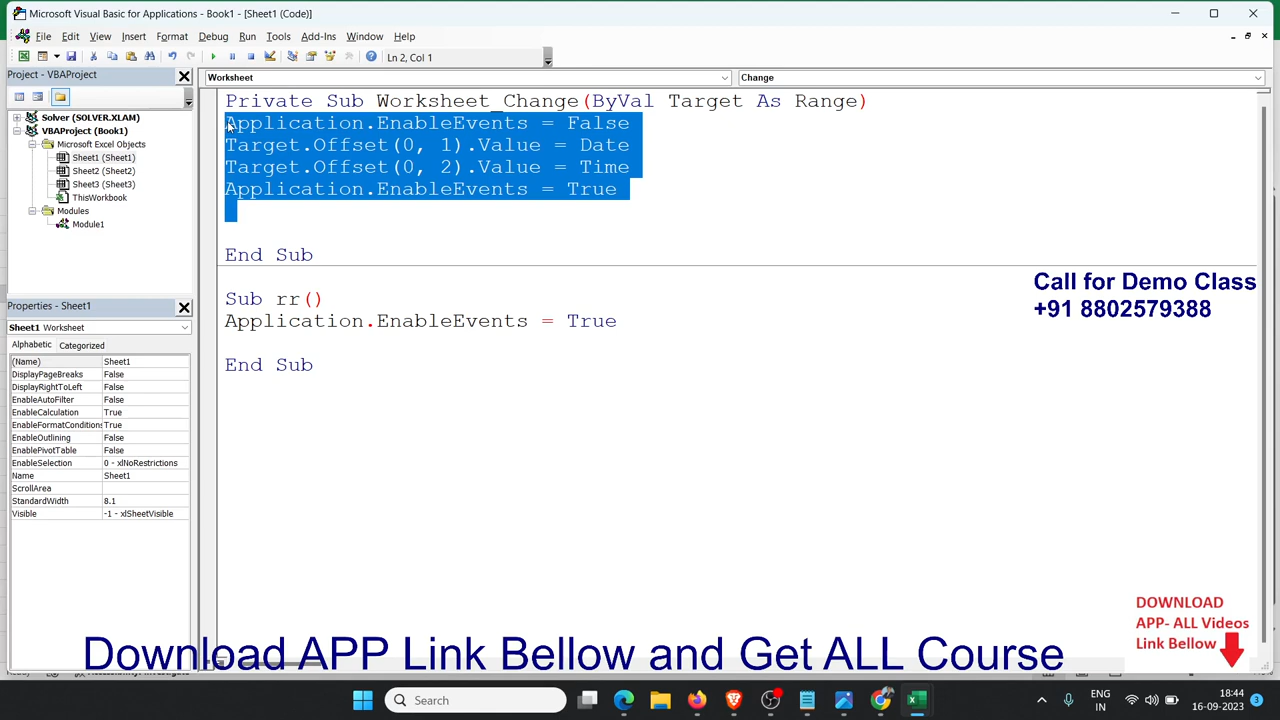 Microsoft Visual Basic for Applications - Book1 - [Sheet1 (Code)]
File Edit View Insert Format Debug Run Tools Add-Ins Window Help
Ln 2, Col 1
Project - VBAProject
Solver (SOLVER.XLAM)
VBAProject (Book1)
Microsoft Excel Objects
Sheet1 (Sheet1)
Sheet2 (Sheet2)
Sheet3 (Sheet3)
ThisWorkbook
Modules
Module1
Properties - Sheet1
Sheet1 Worksheet
Alphabetic Categorized
(Name) Sheet1
DisplayPageBreaks False
DisplayRightToLeft False
EnableAutoFilter False
EnableCalculation True
EnableFormatConditions True
EnableOutlining False
EnablePivotTable False
EnableSelection 0 - xlNoRestrictions
Name Sheet1
ScrollArea
StandardWidth 8.1
Visible -1 - xlSheetVisible
Worksheet Change
Private Sub Worksheet_Change(ByVal Target As Range)
Application.EnableEvents = False
Target.Offset(0, 1).Value = Date
Target.Offset(0, 2).Value = Time
Application.EnableEvents = True
End Sub
Sub rr()
Application.EnableEvents = True
End Sub
Call for Demo Class
+91 8802579388
DOWNLOAD
APP- ALL Videos
Link Bellow
Download APP Link Bellow and Get ALL Course
Search
ENG
IN
18:44
16-09-2023
3